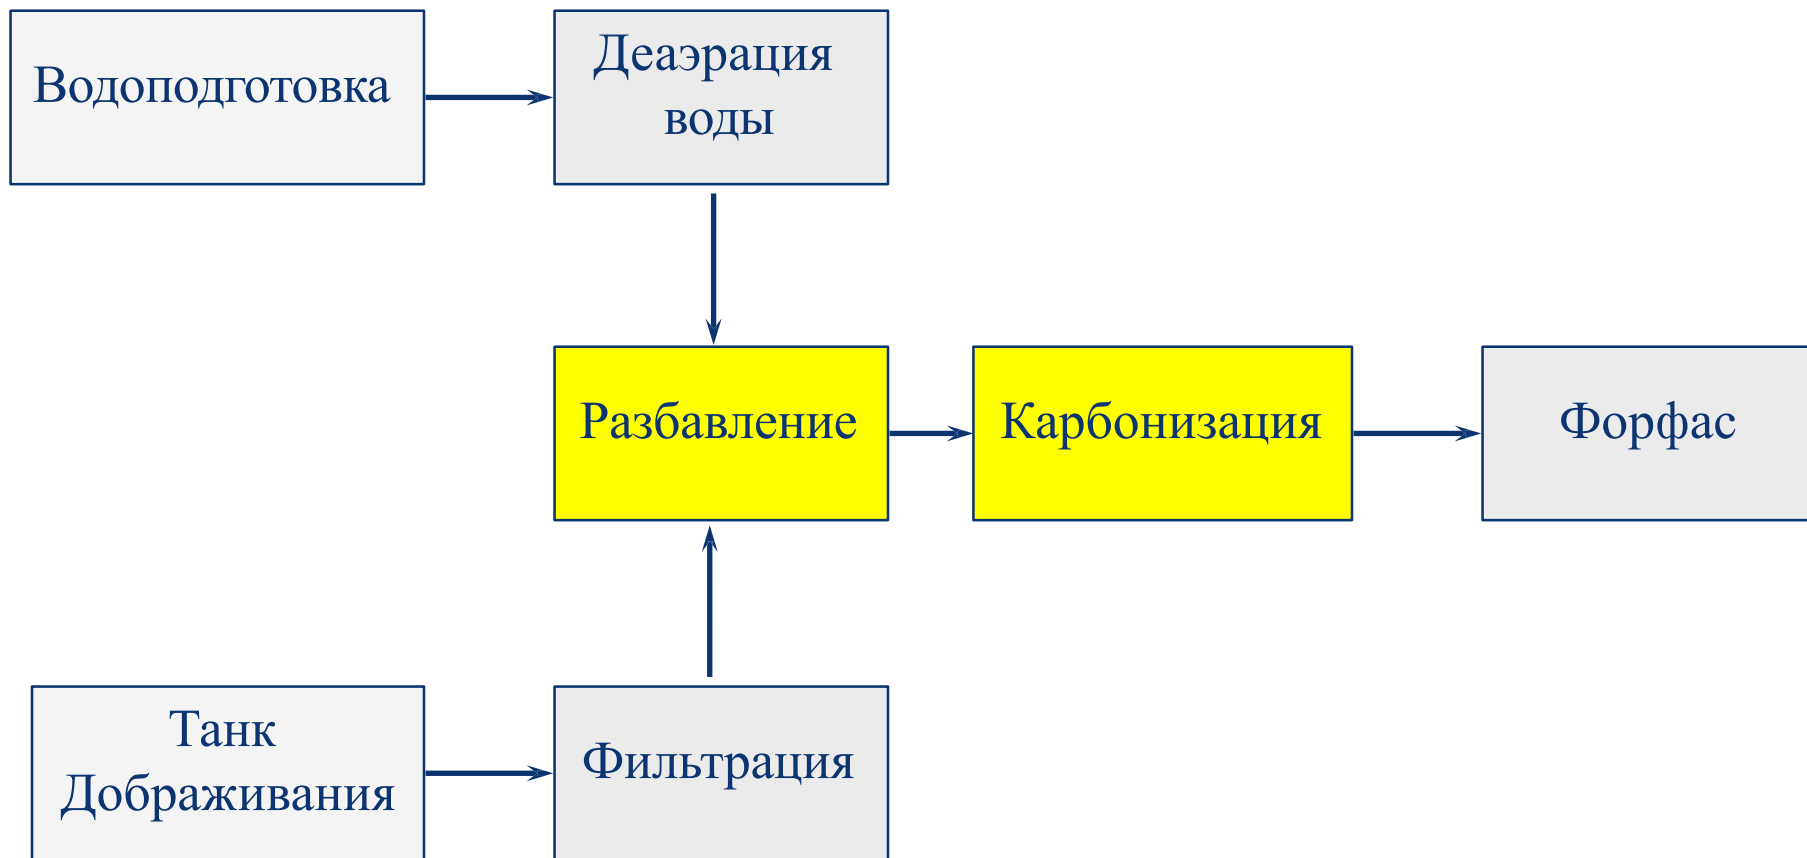 Водоподготовка
Деаэрация
воды
Разбавление
Карбонизация
Форфас
Танк
Дображивания
Фильтрация